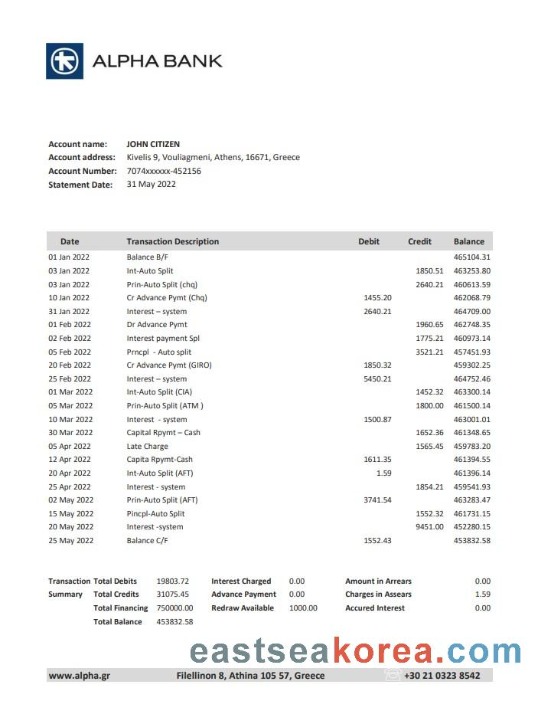 ALPHA BANK
Account name: JOHN CITIZEN
Account address: Kivelis 9, Vouliagmeni, Athens, 16671, Greece
Account Number: 7074xxxxxx-452156
Statement Date: 31 May 2022
Date Transaction Description Debit Credit Balance
01 Jan 2022 Balance B/F 465104.31
03 Jan 2022 Int-Auto Split 1850.51 463253.80
03 Jan 2022 Prin-Auto Split (chq) 2640.21 460613.59
10 Jan 2022 Cr Advance Pymt (Chq) 1455.20 462068.79
31 Jan 2022 Interest – system 2640.21 464709.00
01 Feb 2022 Dr Advance Pymt 1960.65 462748.35
02 Feb 2022 Interest payment Spl 1775.21 460973.14
05 Feb 2022 Prncpl - Auto split 3521.21 457451.93
20 Feb 2022 Cr Advance Pymt (GIRO) 1850.32 459302.25
25 Feb 2022 Interest – system 5450.21 464752.46
01 Mar 2022 Int-Auto Split (CIA) 1452.32 463300.14
05 Mar 2022 Prin-Auto Split (ATM ) 1800.00 461500.14
10 Mar 2022 Interest - system 1500.87 463001.01
30 Mar 2022 Capital Rpymt – Cash 1652.36 461348.65
05 Apr 2022 Late Charge 1565.45 459783.20
12 Apr 2022 Capita Rpymt-Cash 1611.35 461394.55
20 Apr 2022 Int-Auto Split (AFT) 1.59 461396.14
25 Apr 2022 Interest - system 1854.21 459541.93
02 May 2022 Prin-Auto Split (AFT) 3741.54 463283.47
15 May 2022 Pincpl-Auto Split 1552.32 461731.15
20 May 2022 Interest -system 9451.00 452280.15
25 May 2022 Balance C/F 1552.43 453832.58
Transaction Total Debits 19803.72 Interest Charged 0.00 Amount in Arrears 0.00
Summary Total Credits 31075.45 Advance Payment 0.00 Charges in Assears 1.59
Total Financing 750000.00 Redraw Available 1000.00 Accured Interest 0.00
Total Balance 453832.58
eastseakorea.com
www.alpha.gr Filellinon 8, Athina 105 57, Greece ☏ +30 21 0323 8542